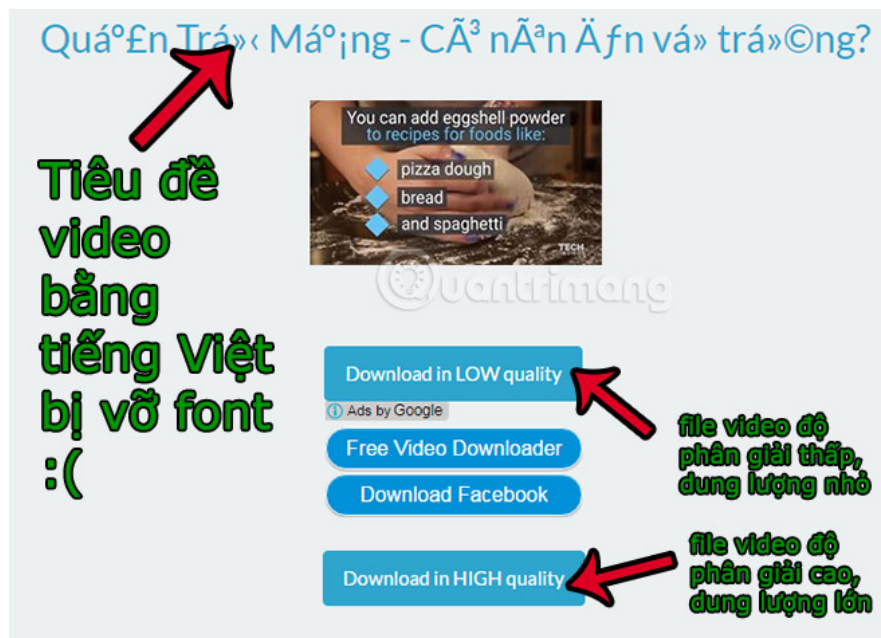 Quáº£n Trá»‹ Máº¡ng - CÃ³ nÃªn Äƒn vá» trá»©ng?
You can add eggshell powder
to recipes for foods like:
pizza dough
bread
and spaghetti
TECH
Quantrimang
Tiêu đề
video
bằng
tiếng Việt
bị vỡ font
:(
Download in LOW quality
Ads by Google
Free Video Downloader
Download Facebook
file video độ
phân giải thấp,
dung lượng nhỏ
Download in HIGH quality
file video độ
phân giải cao,
dung lượng lớn